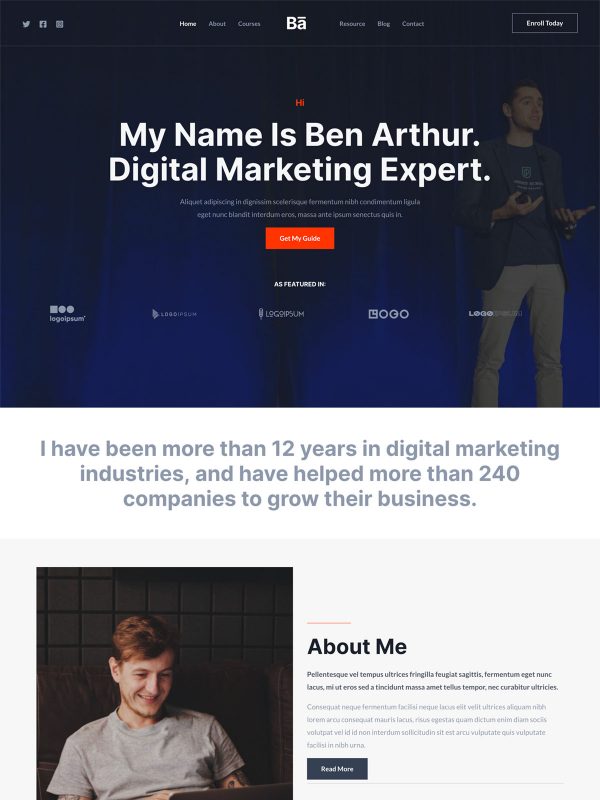 Home About Courses Bā Resource Blog Contact Enroll Today
Hi
My Name Is Ben Arthur.
Digital Marketing Expert.
Aliquet adipiscing in dignissim scelerisque fermentum nibh condimentum ligula
eget nunc blandit interdum eros, massa ante ipsum senectus quis in.
Get My Guide
AS FEATURED IN:
logoipsum LOGOIPSUM LOGOIPSUM LOGO LOGOIPSUM
I have been more than 12 years in digital marketing
industries, and have helped more than 240
companies to grow their business.
About Me
Pellentesque vel tempus ultrices fringilla feugiat sagittis, fermentum eget nunc
lacus, mi ut eros sed a tincidunt massa amet tellus tempor, nec curabitur ultricies.
Consequat neque fermentum facilisi neque lacus elit velit ultrices aliquam nibh
lorem arcu consequat mauris lacus, risus egestas quam dictum enim diam sociis
volutpat vel id id non interdum sollicitudin sit est arcu vulputate quis vulputate
facilisi in nibh urna.
Read More